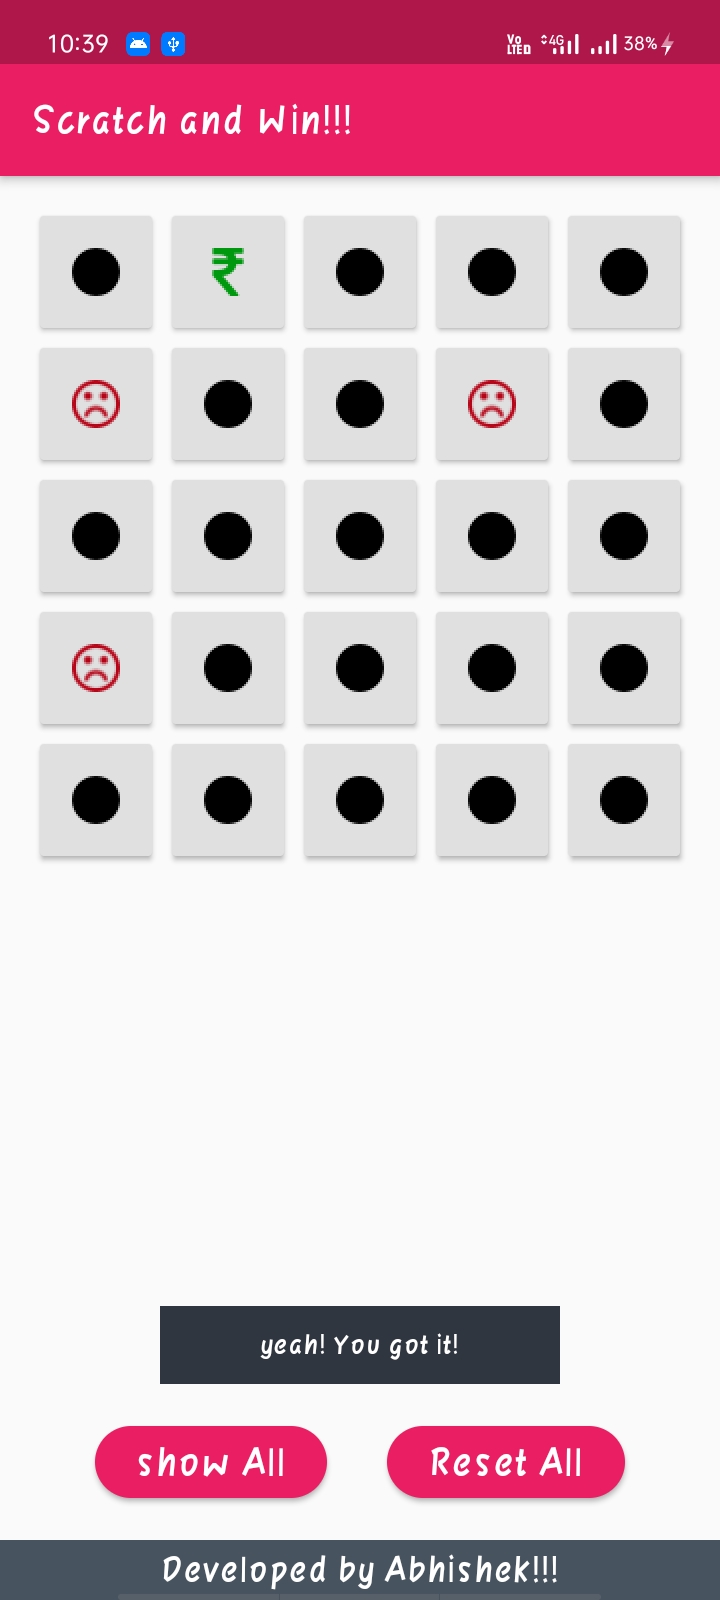 10:39 Vo LTED 4G 38%
Scratch and Win!!!
₹
yeah! You got it!
show All
Reset All
Developed by Abhishek!!!